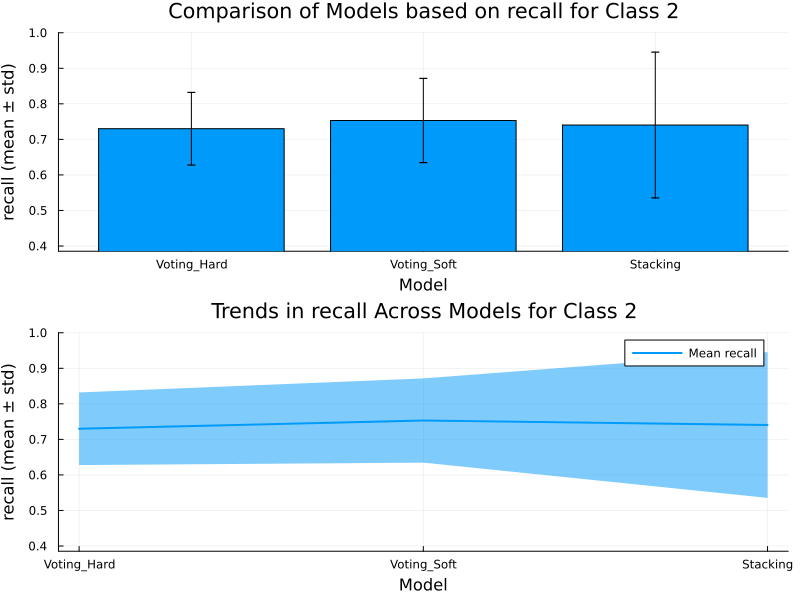 Comparison of Models based on recall for Class 2
recall (mean ± std)
1.0
0.9
0.8
0.7
0.6
0.5
0.4
Voting_Hard Voting_Soft Stacking
Model
Trends in recall Across Models for Class 2
recall (mean ± std)
1.0
0.9
0.8
0.7
0.6
0.5
0.4
Mean recall
Voting_Hard Voting_Soft Stacking
Model